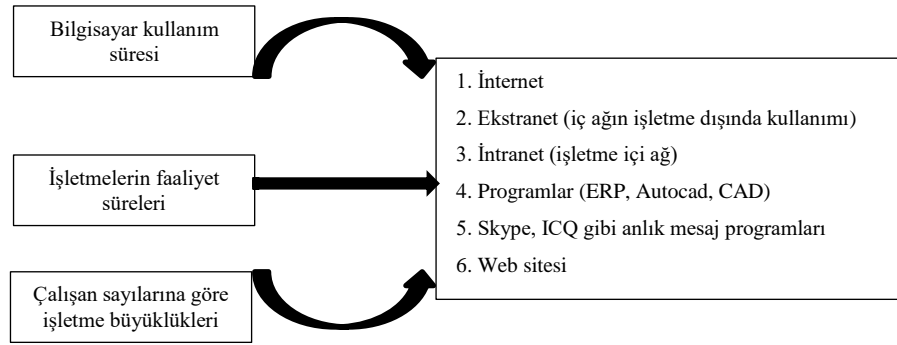 Bilgisayar kullanım
süresi
İşletmelerin faaliyet
süreleri
Çalışan sayılarına göre
işletme büyüklükleri
1. İnternet
2. Ekstranet (iç ağın işletme dışında kullanımı)
3. İntranet (işletme içi ağ)
4. Programlar (ERP, Autocad, CAD)
5. Skype, ICQ gibi anlık mesaj programları
6. Web sitesi